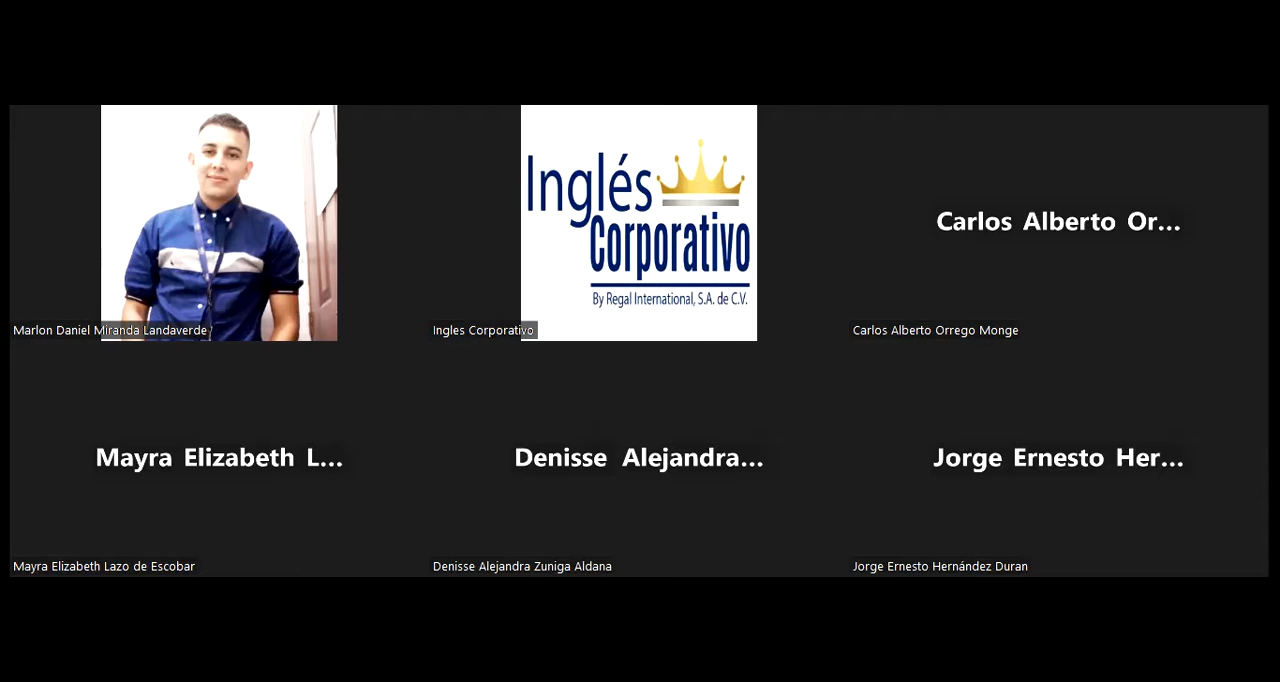 Marlon Daniel Miranda Landaverde
Inglés
Corporativo
By Regal International, S.A. de C.V.
Ingles Corporativo
Carlos Alberto Or...
Carlos Alberto Orrego Monge
Mayra Elizabeth L...
Mayra Elizabeth Lazo de Escobar
Denisse Alejandra...
Denisse Alejandra Zuniga Aldana
Jorge Ernesto Her...
Jorge Ernesto Hernández Duran